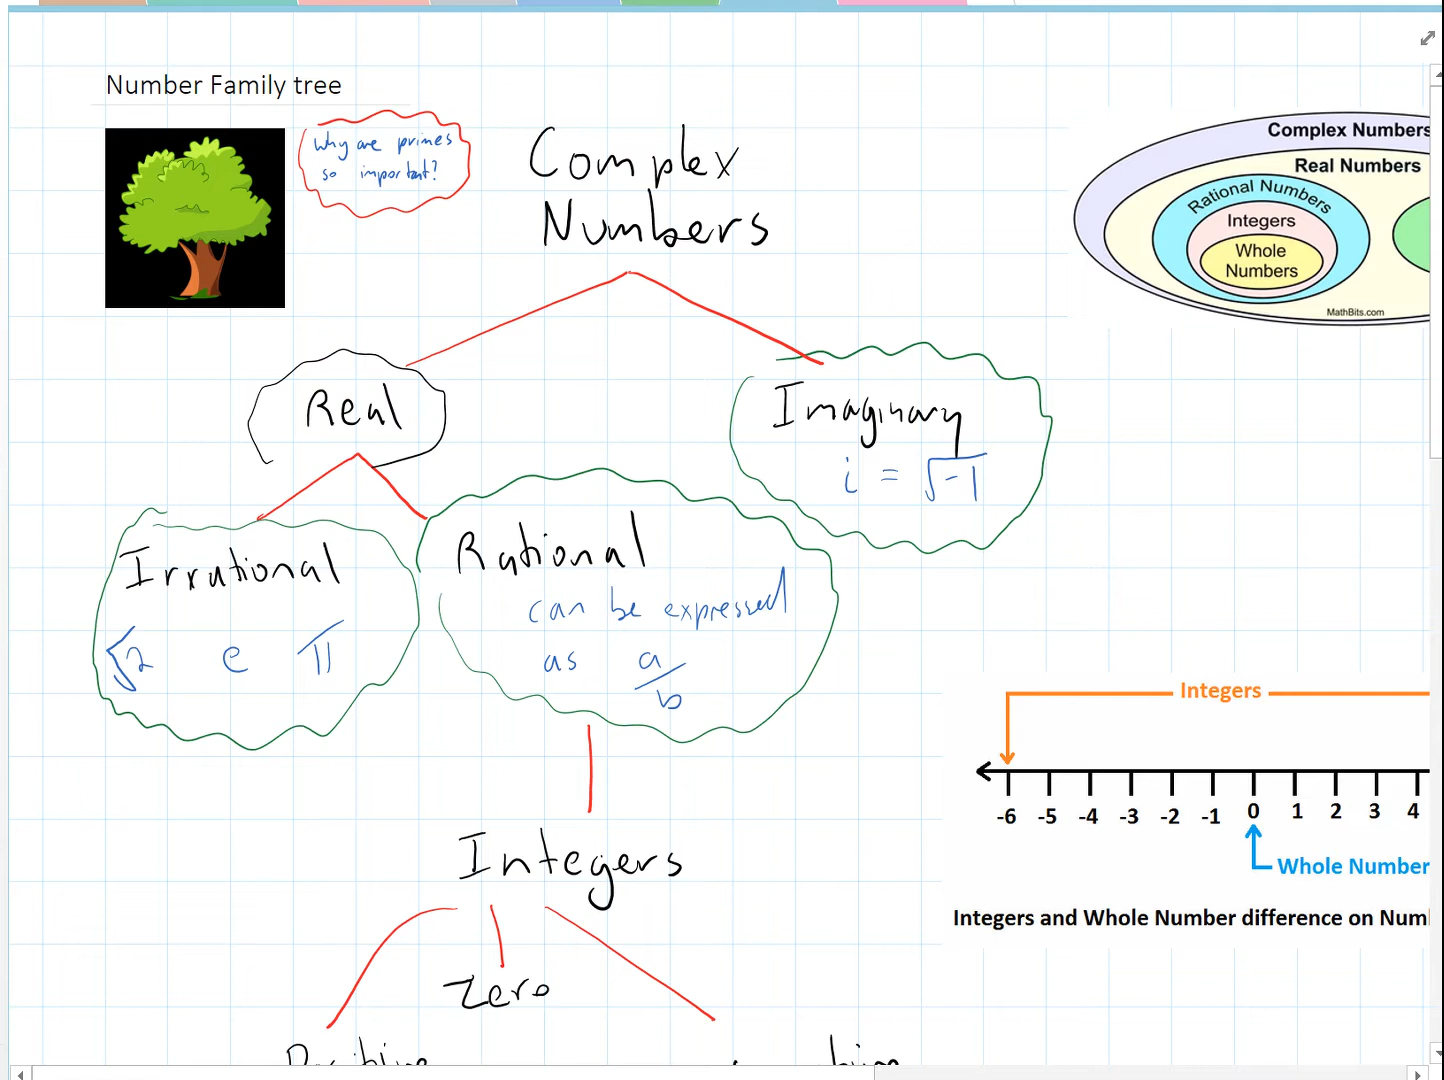 Number Family tree
Why are primes
so important?
Complex
Numbers
Complex Numbers
Real Numbers
Rational Numbers
Integers
Whole
Numbers
MathBits.com
Real
Imaginary
i = √-1
Irrational
√2 e π
Rational
can be expressed
as a/b
Integers
-6 -5 -4 -3 -2 -1 0 1 2 3 4
Whole Number
Integers and Whole Number difference on
Integers
Zero